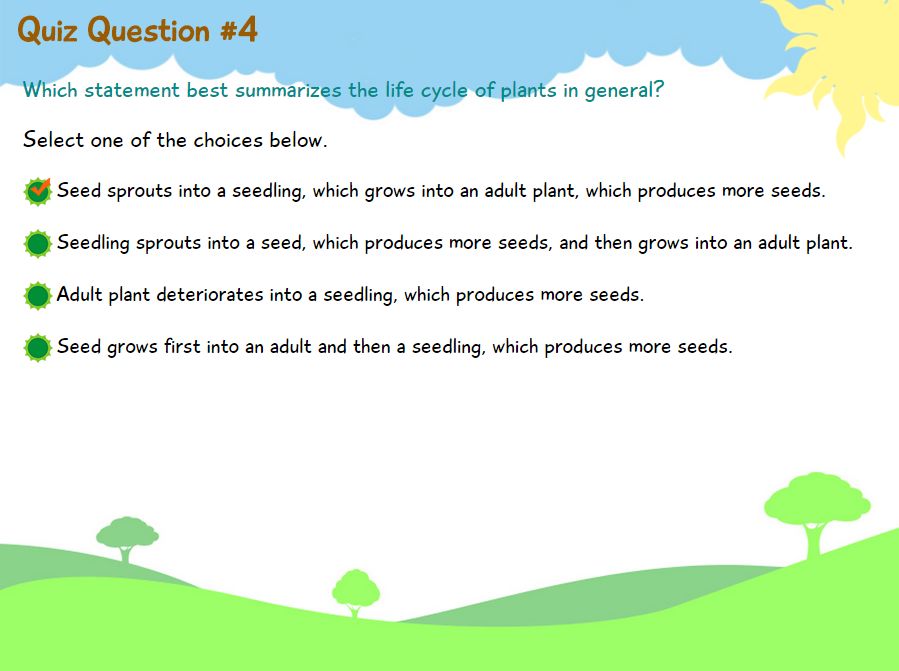 Quiz Question #4
Which statement best summarizes the life cycle of plants in general?
Select one of the choices below.
Seed sprouts into a seedling, which grows into an adult plant, which produces more seeds.
Seedling sprouts into a seed, which produces more seeds, and then grows into an adult plant.
Adult plant deteriorates into a seedling, which produces more seeds.
Seed grows first into an adult and then a seedling, which produces more seeds.